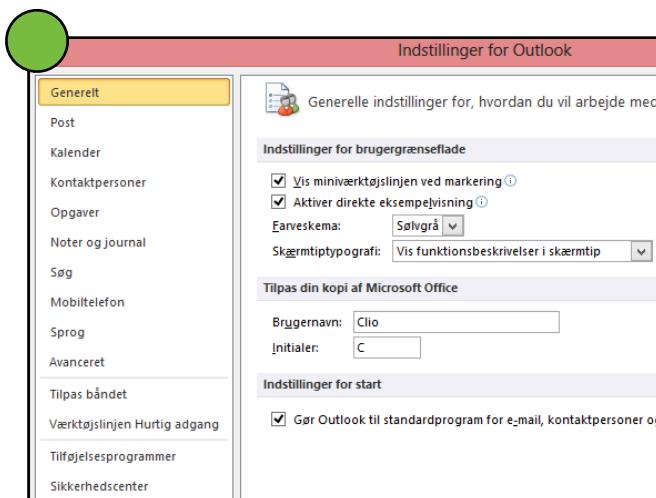 Indstillinger for Outlook
Generelt
Post
Kalender
Kontaktpersoner
Opgaver
Noter og journal
Søg
Mobiltelefon
Sprog
Avanceret
Tilpas båndet
Værktøjslinjen Hurtig adgang
Tilføjelsesprogrammer
Sikkerhedscenter
Generelle indstillinger for, hvordan du vil arbejde med
Indstillinger for brugergrænseflade
Vis miniværktøjslinjen ved markering
Aktiver direkte eksempelvisning
Farveskema: Sølvgrå
Skærmtiptypografi: Vis funktionsbeskrivelser i skærmtip
Tilpas din kopi af Microsoft Office
Brugernavn: Clio
Initialer: C
Indstillinger for start
Gør Outlook til standardprogram for e-mail, kontaktpersoner og